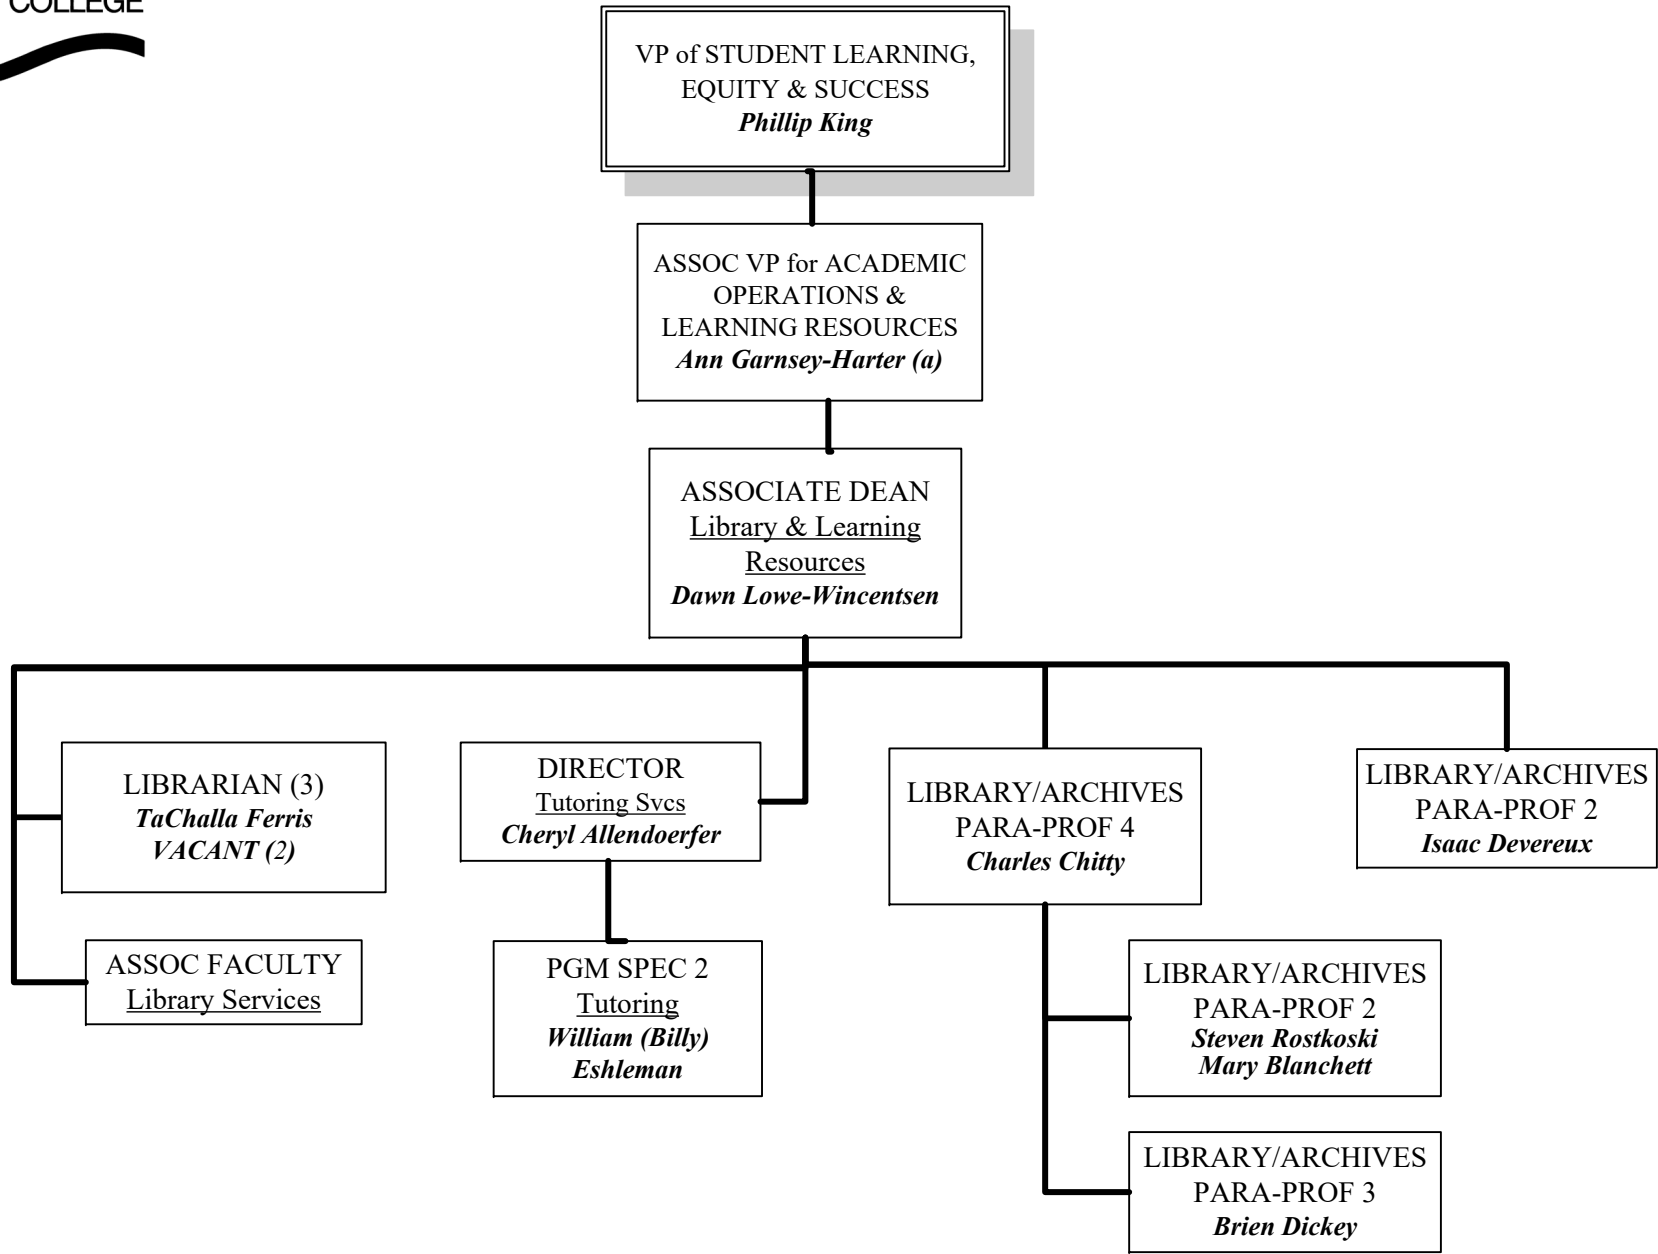 COLLEGE
VP of STUDENT LEARNING,
EQUITY & SUCCESS
Phillip King
ASSOC VP for ACADEMIC
OPERATIONS &
LEARNING RESOURCES
Ann Garnsey-Harter (a)
ASSOCIATE DEAN
Library & Learning
Resources
Dawn Lowe-Wincentsen
LIBRARIAN (3)
TaChalla Ferris
VACANT (2)
ASSOC FACULTY
Library Services
DIRECTOR
Tutoring Svcs
Cheryl Allendoerfer
PGM SPEC 2
Tutoring
William (Billy)
Eshleman
LIBRARY/ARCHIVES
PARA-PROF 4
Charles Chitty
LIBRARY/ARCHIVES
PARA-PROF 2
Steven Rostkoski
Mary Blanchett
LIBRARY/ARCHIVES
PARA-PROF 3
Brien Dickey
LIBRARY/ARCHIVES
PARA-PROF 2
Isaac Devereux